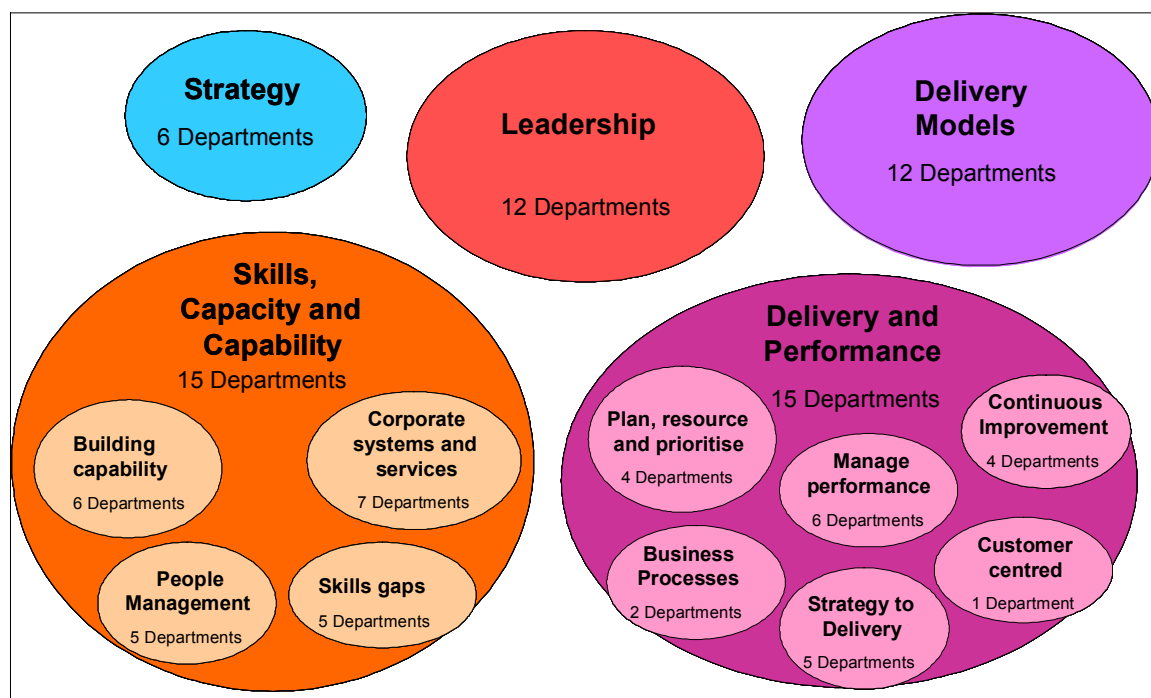 Strategy
6 Departments
Leadership
12 Departments
Delivery
Models
12 Departments
Skills,
Capacity and
Capability
15 Departments
Building
capability
6 Departments
Corporate
systems and
services
7 Departments
People
Management
5 Departments
Skills gaps
5 Departments
Delivery and
Performance
15 Departments
Plan, resource
and prioritise
4 Departments
Continuous
Improvement
4 Departments
Manage
performance
6 Departments
Business
Processes
2 Departments
Customer
centred
1 Department
Strategy to
Delivery
5 Departments